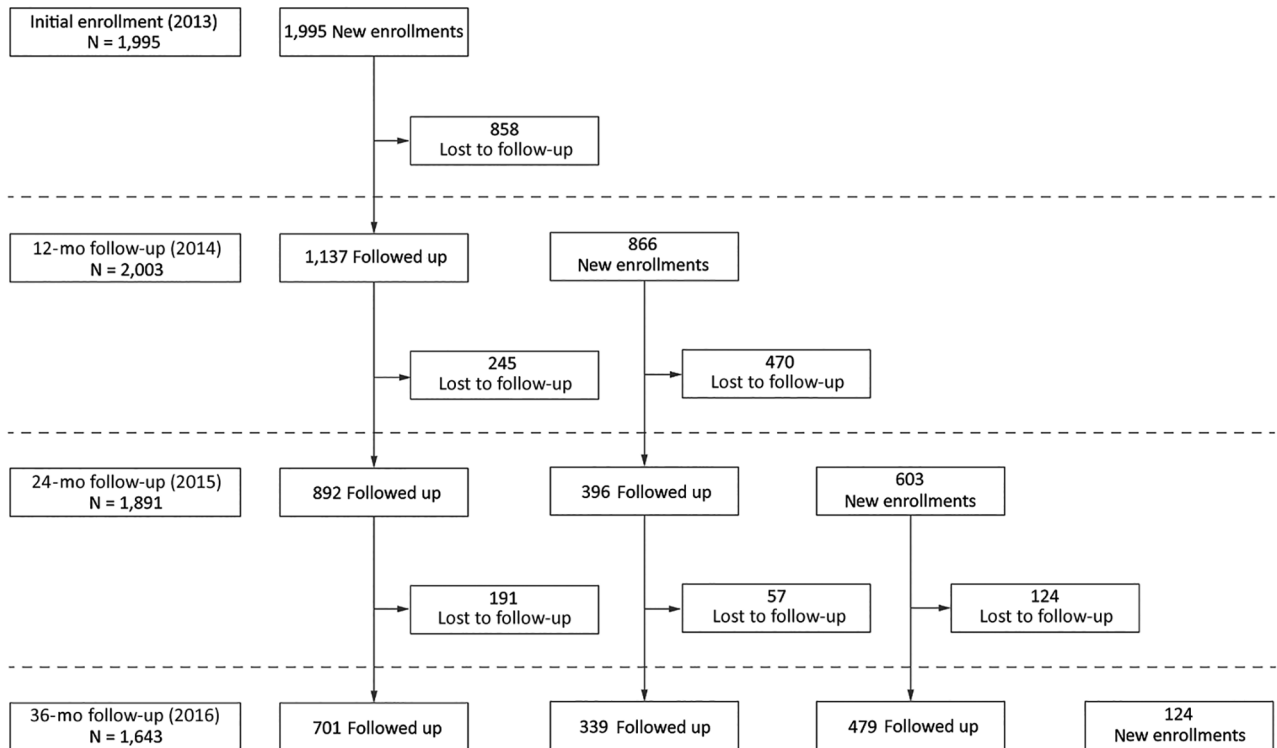 Initial enrollment (2013)
N = 1,995
1,995 New enrollments
858
Lost to follow-up
12-mo follow-up (2014)
N = 2,003
1,137 Followed up
866
New enrollments
245
Lost to follow-up
470
Lost to follow-up
24-mo follow-up (2015)
N = 1,891
892 Followed up
396 Followed up
603
New enrollments
191
Lost to follow-up
57
Lost to follow-up
124
Lost to follow-up
36-mo follow-up (2016)
N = 1,643
701 Followed up
339 Followed up
479 Followed up
124
New enrollments